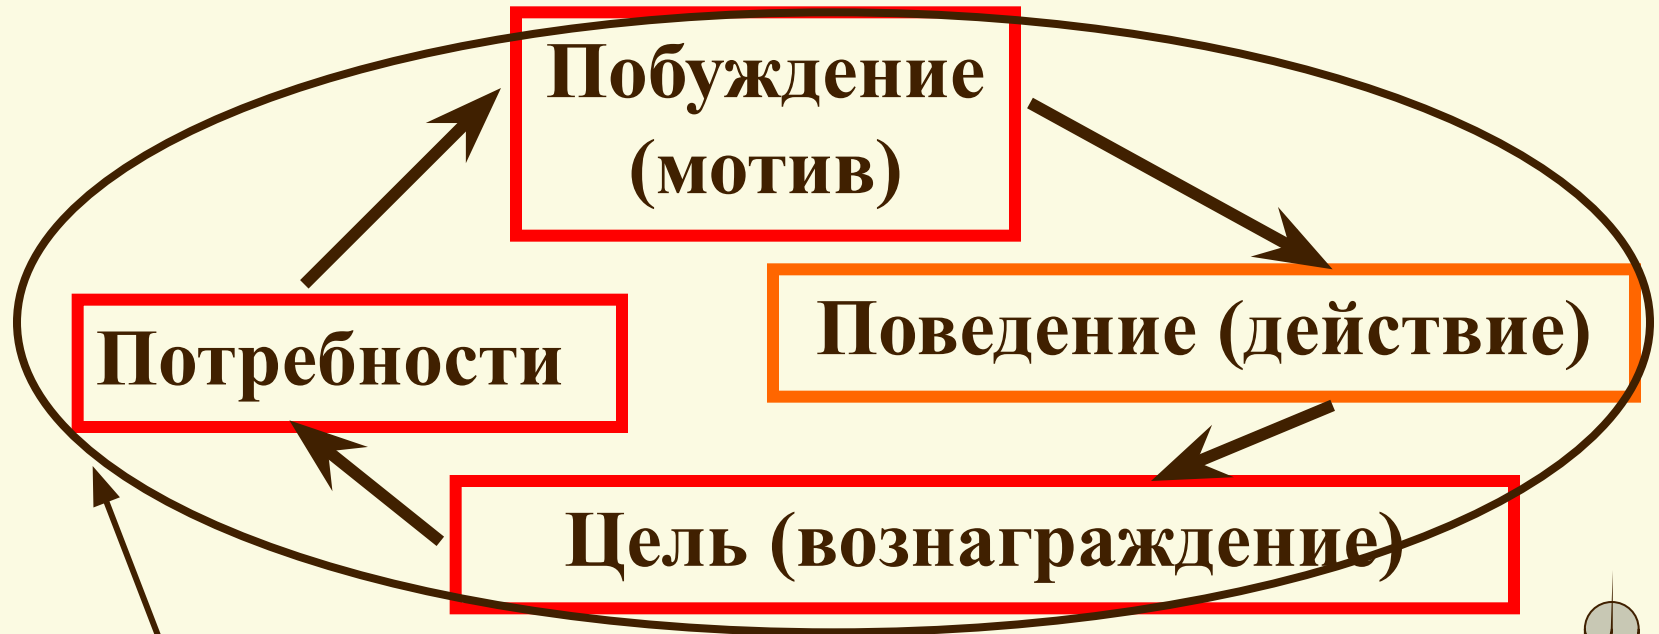 Побуждение
(мотив)
Поведение (действие)
Потребности
Цель (вознаграждение)